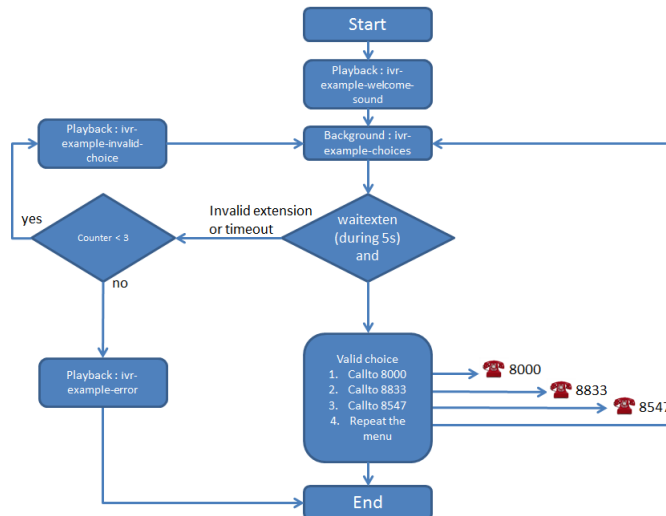 Start
Playback : ivr-
example-welcome-
sound
Playback : ivr-
example-invalid-
choice
Background : ivr-
example-choices
yes
Counter < 3
Invalid extension
or timeout
waitexten
(during 5s)
and
no
Playback : ivr-
example-error
Valid choice
1. Callto 8000
2. Callto 8833
3. Callto 8547
4. Repeat the
menu
8000
8833
8547
End